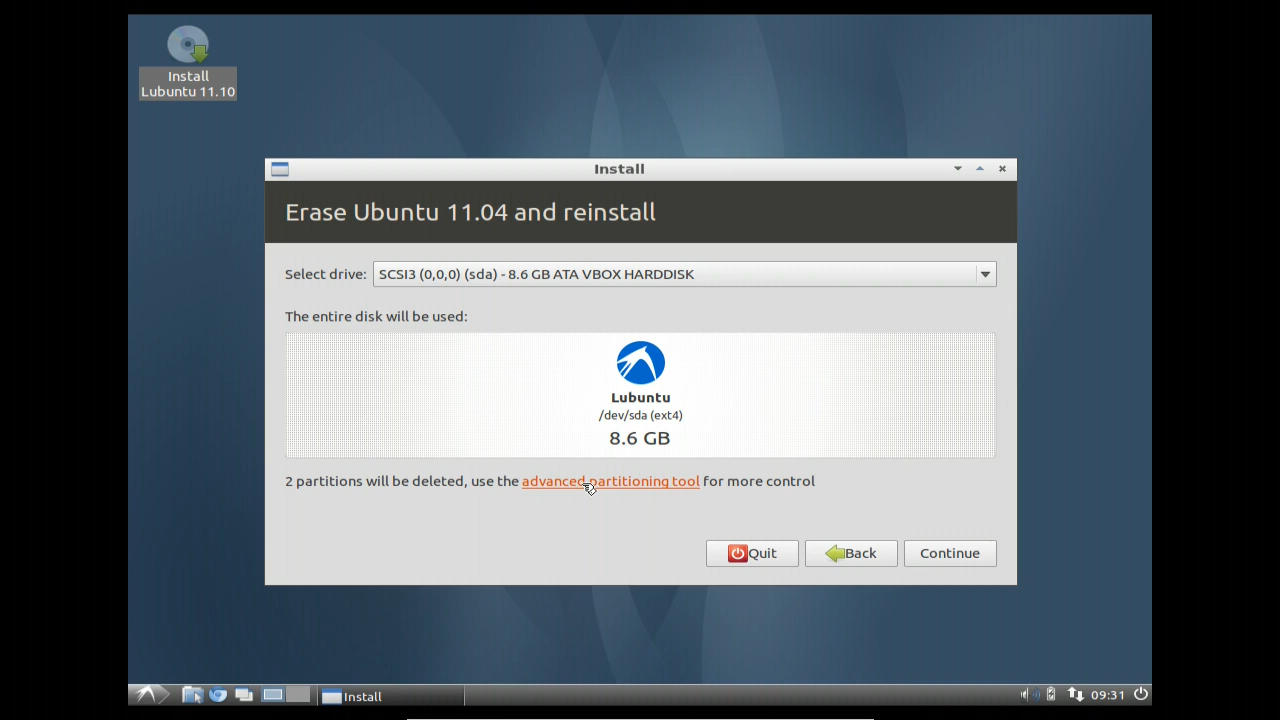 Install
Lubuntu 11.10
Install
Erase Ubuntu 11.04 and reinstall
Select drive: SCSI3 (0,0,0) (sda) - 8.6 GB ATA VBOX HARDDISK
The entire disk will be used:
Lubuntu
/dev/sda (ext4)
8.6 GB
2 partitions will be deleted, use the advanced partitioning tool for more control
Quit Back Continue
Install 09:31